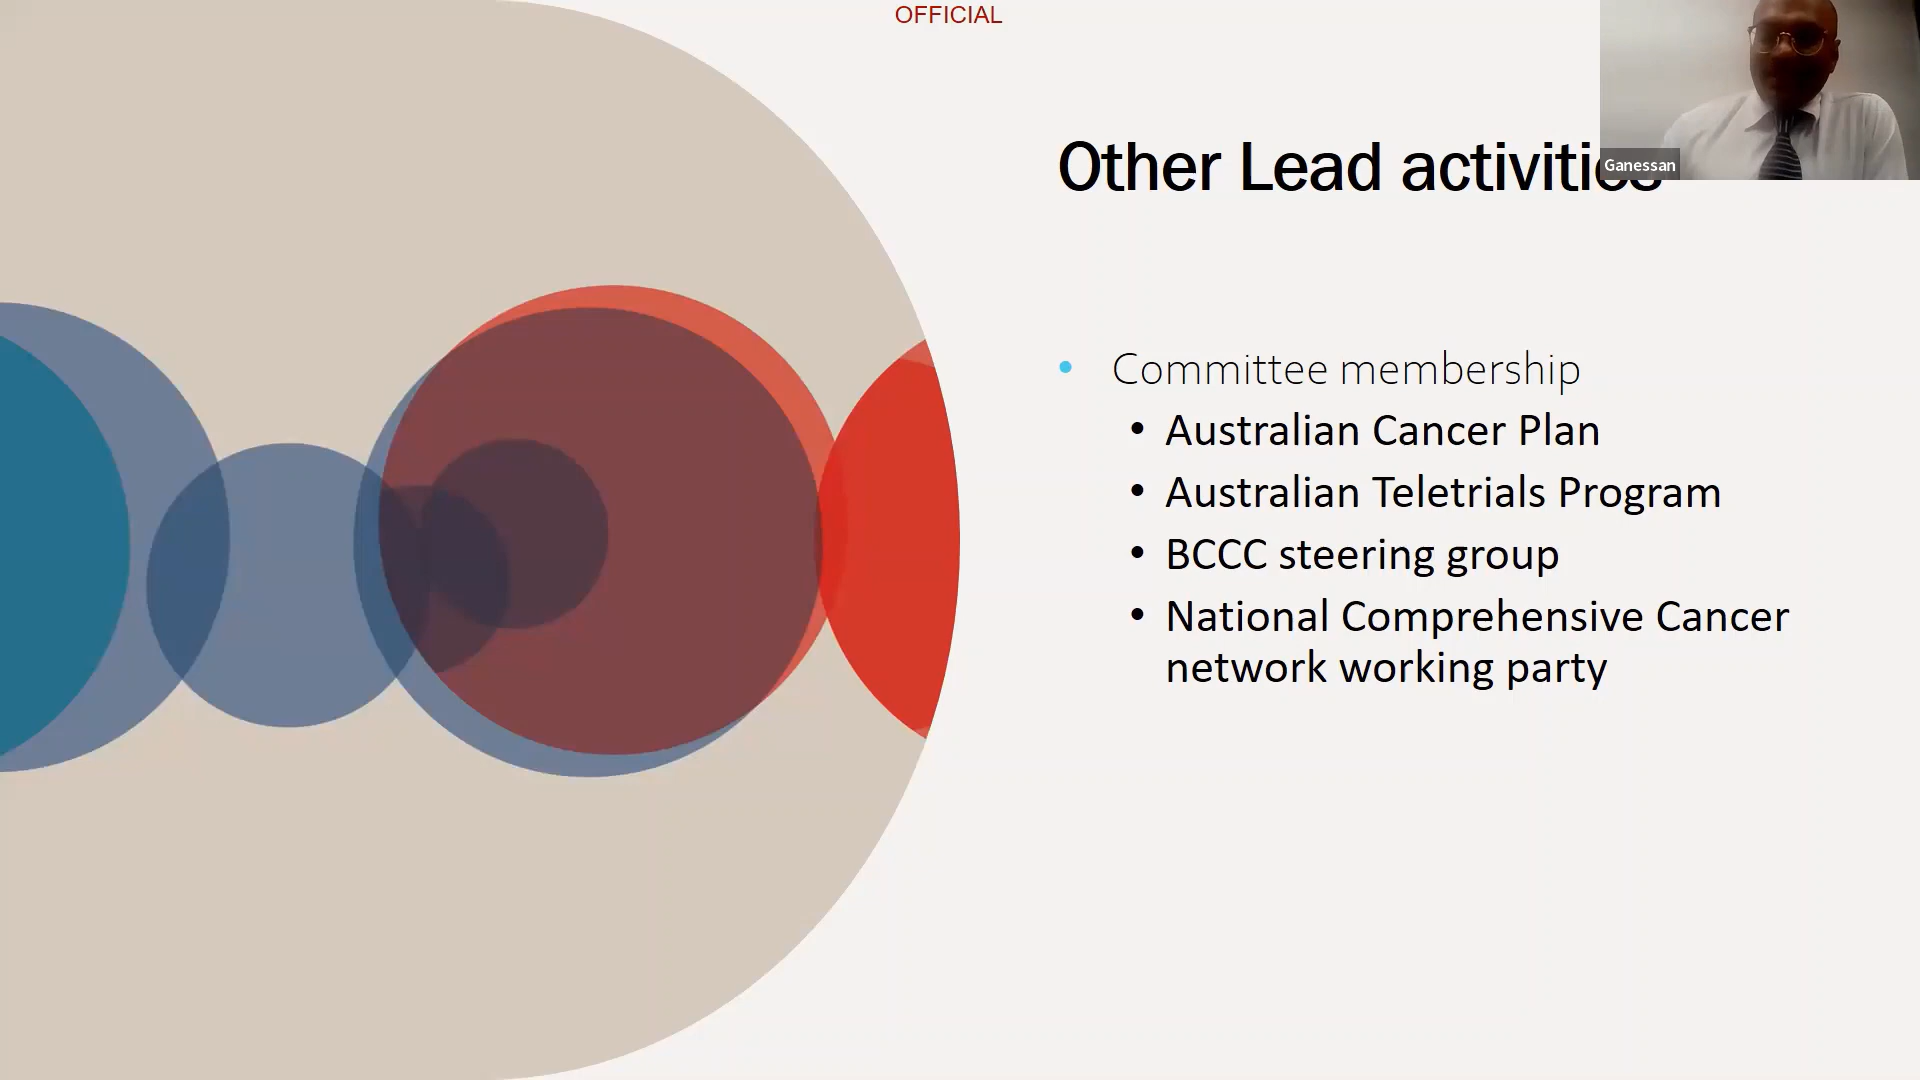 OFFICIAL
Other Lead activities
Ganessan
• Committee membership
• Australian Cancer Plan
• Australian Teletrials Program
• BCCC steering group
• National Comprehensive Cancer
network working party